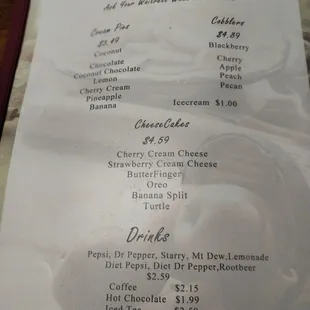 Ask Your Waitress
Cream Pies
Cobblers
$4.89
Coconut
Blackberry
Chocolate
Cherry
Coconut Chocolate
Apple
Lemon
Peach
Cherry Cream
Pecan
Pineapple
Banana
Icecream $1.00
CheeseCakes
$4.59
Cherry Cream Cheese
Strawberry Cream Cheese
ButterFinger
Oreo
Banana Split
Turtle
Drinks
Pepsi, Dr Pepper, Starry, Mt Dew,Lemonade
Diet Pepsi, Diet Dr Pepper,Rootbeer
$2.59
Coffee $2.15
Hot Chocolate $1.99
Iced Tea